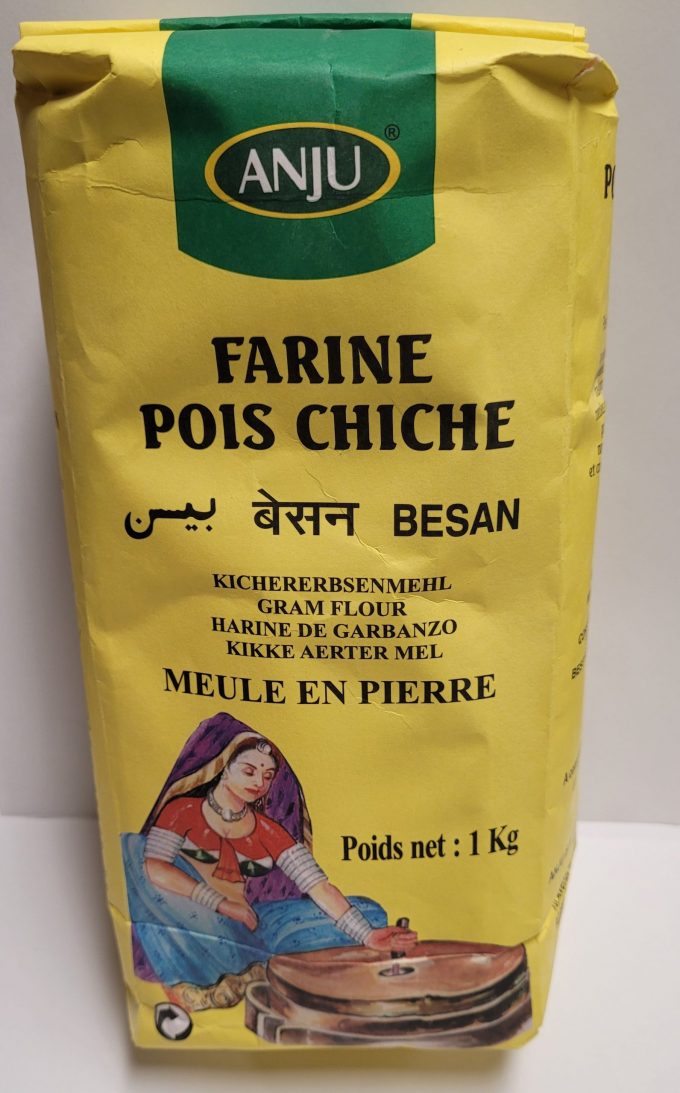 ANJU ®
FARINE
POIS CHICHE
بيسن बेसन BESAN
KICHERERBSENMEHL
GRAM FLOUR
HARINE DE GARBANZO
KIKKE AERTER MEL
MEULE EN PIERRE
Poids net : 1 Kg